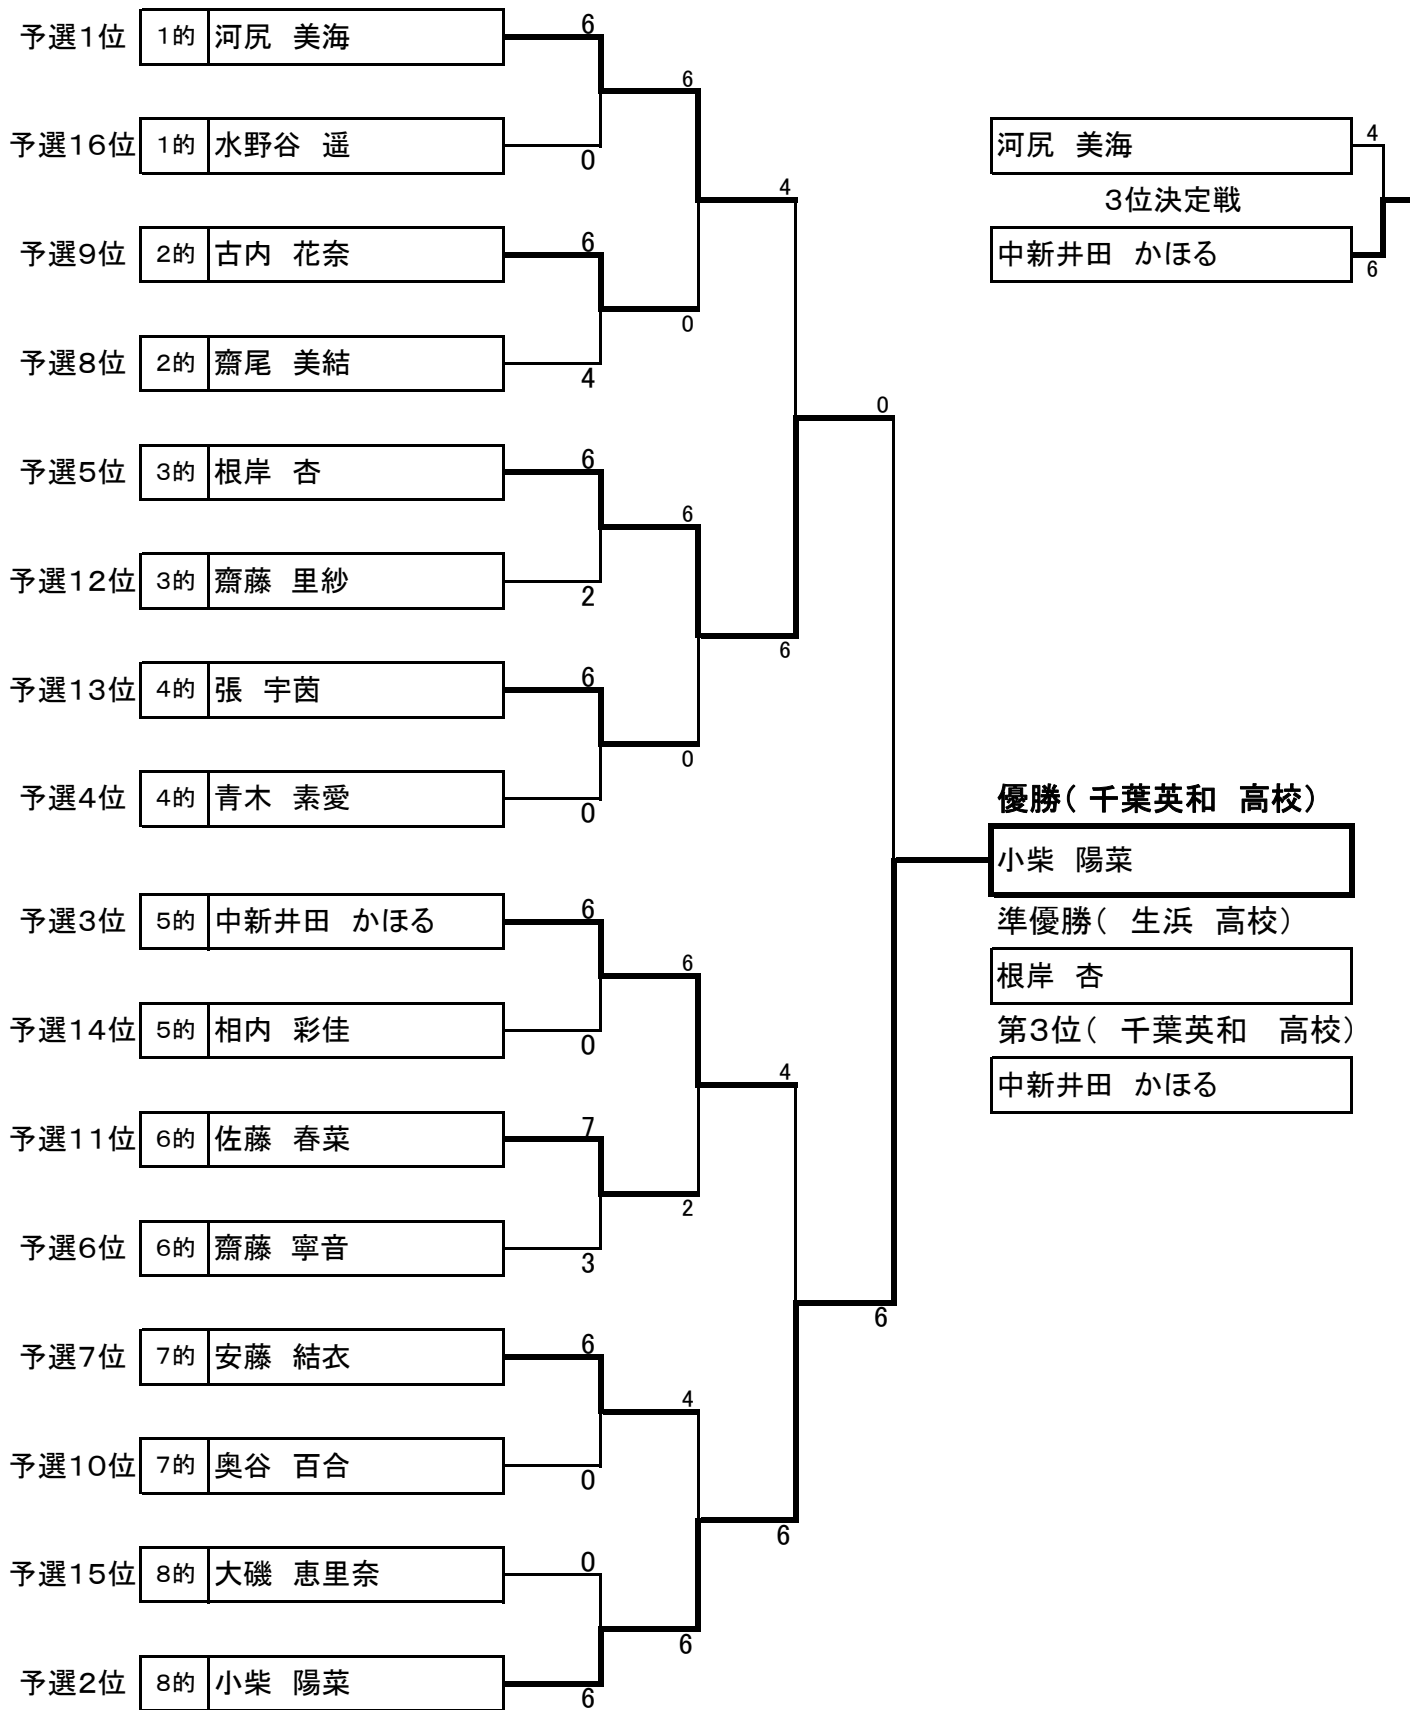 予選1位 1的 河尻　美海
6
6
予選16位 1的 水野谷　遥
0
4
予選9位 2的 古内　花奈
6
0
予選8位 2的 齋尾　美結
4
0
予選5位 3的 根岸　杏
6
6
予選12位 3的 齋藤　里紗
2
6
予選13位 4的 張　宇茵
6
0
予選4位 4的 青木　素愛
0
予選3位 5的 中新井田　かほる
6
6
予選14位 5的 相内　彩佳
0
4
予選11位 6的 佐藤　春菜
7
2
予選6位 6的 齋藤　寧音
3
6
予選7位 7的 安藤　結衣
6
4
予選10位 7的 奥谷　百合
0
6
予選15位 8的 大磯　恵里奈
0
6
予選2位 8的 小柴　陽菜
6
河尻　美海
4
3位決定戦
中新井田　かほる
6
優勝( 千葉英和　高校)
小柴　陽菜
準優勝(　生浜　高校)
根岸　杏
第3位(　千葉英和　高校)
中新井田　かほる